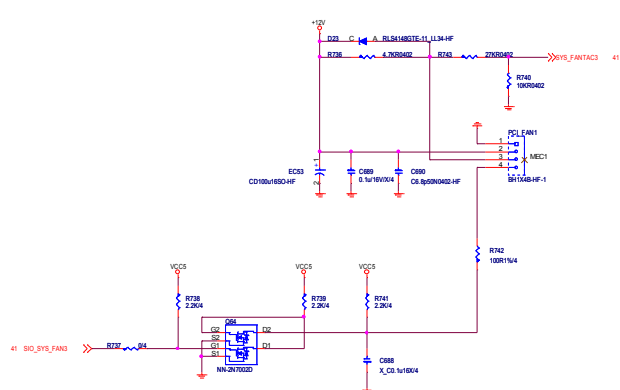 +12V
D23 C A RLS4148GTE-11_LL34-HF
R736 4.7KR0402 R743 27KR0402
SYS_FANTAC3 41
R740
10KR0402
PCI_FAN1
1
2
3
4
MEC1
BH1X4B-HF-1
1
+
2
EC53
CD100u16SO-HF
C689
0.1u/16V/X/4
C690
C6.8p50N0402-HF
R742
100R1%/4
VCC5
VCC5
VCC5
R738
2.2K/4
R739
2.2K/4
R741
2.2K/4
Q64
G2 D2
S2
G1 D1
S1
NN-2N7002D
41 SIO_SYS_FAN3
R737 0/4
C688
X_C0.1u16X/4